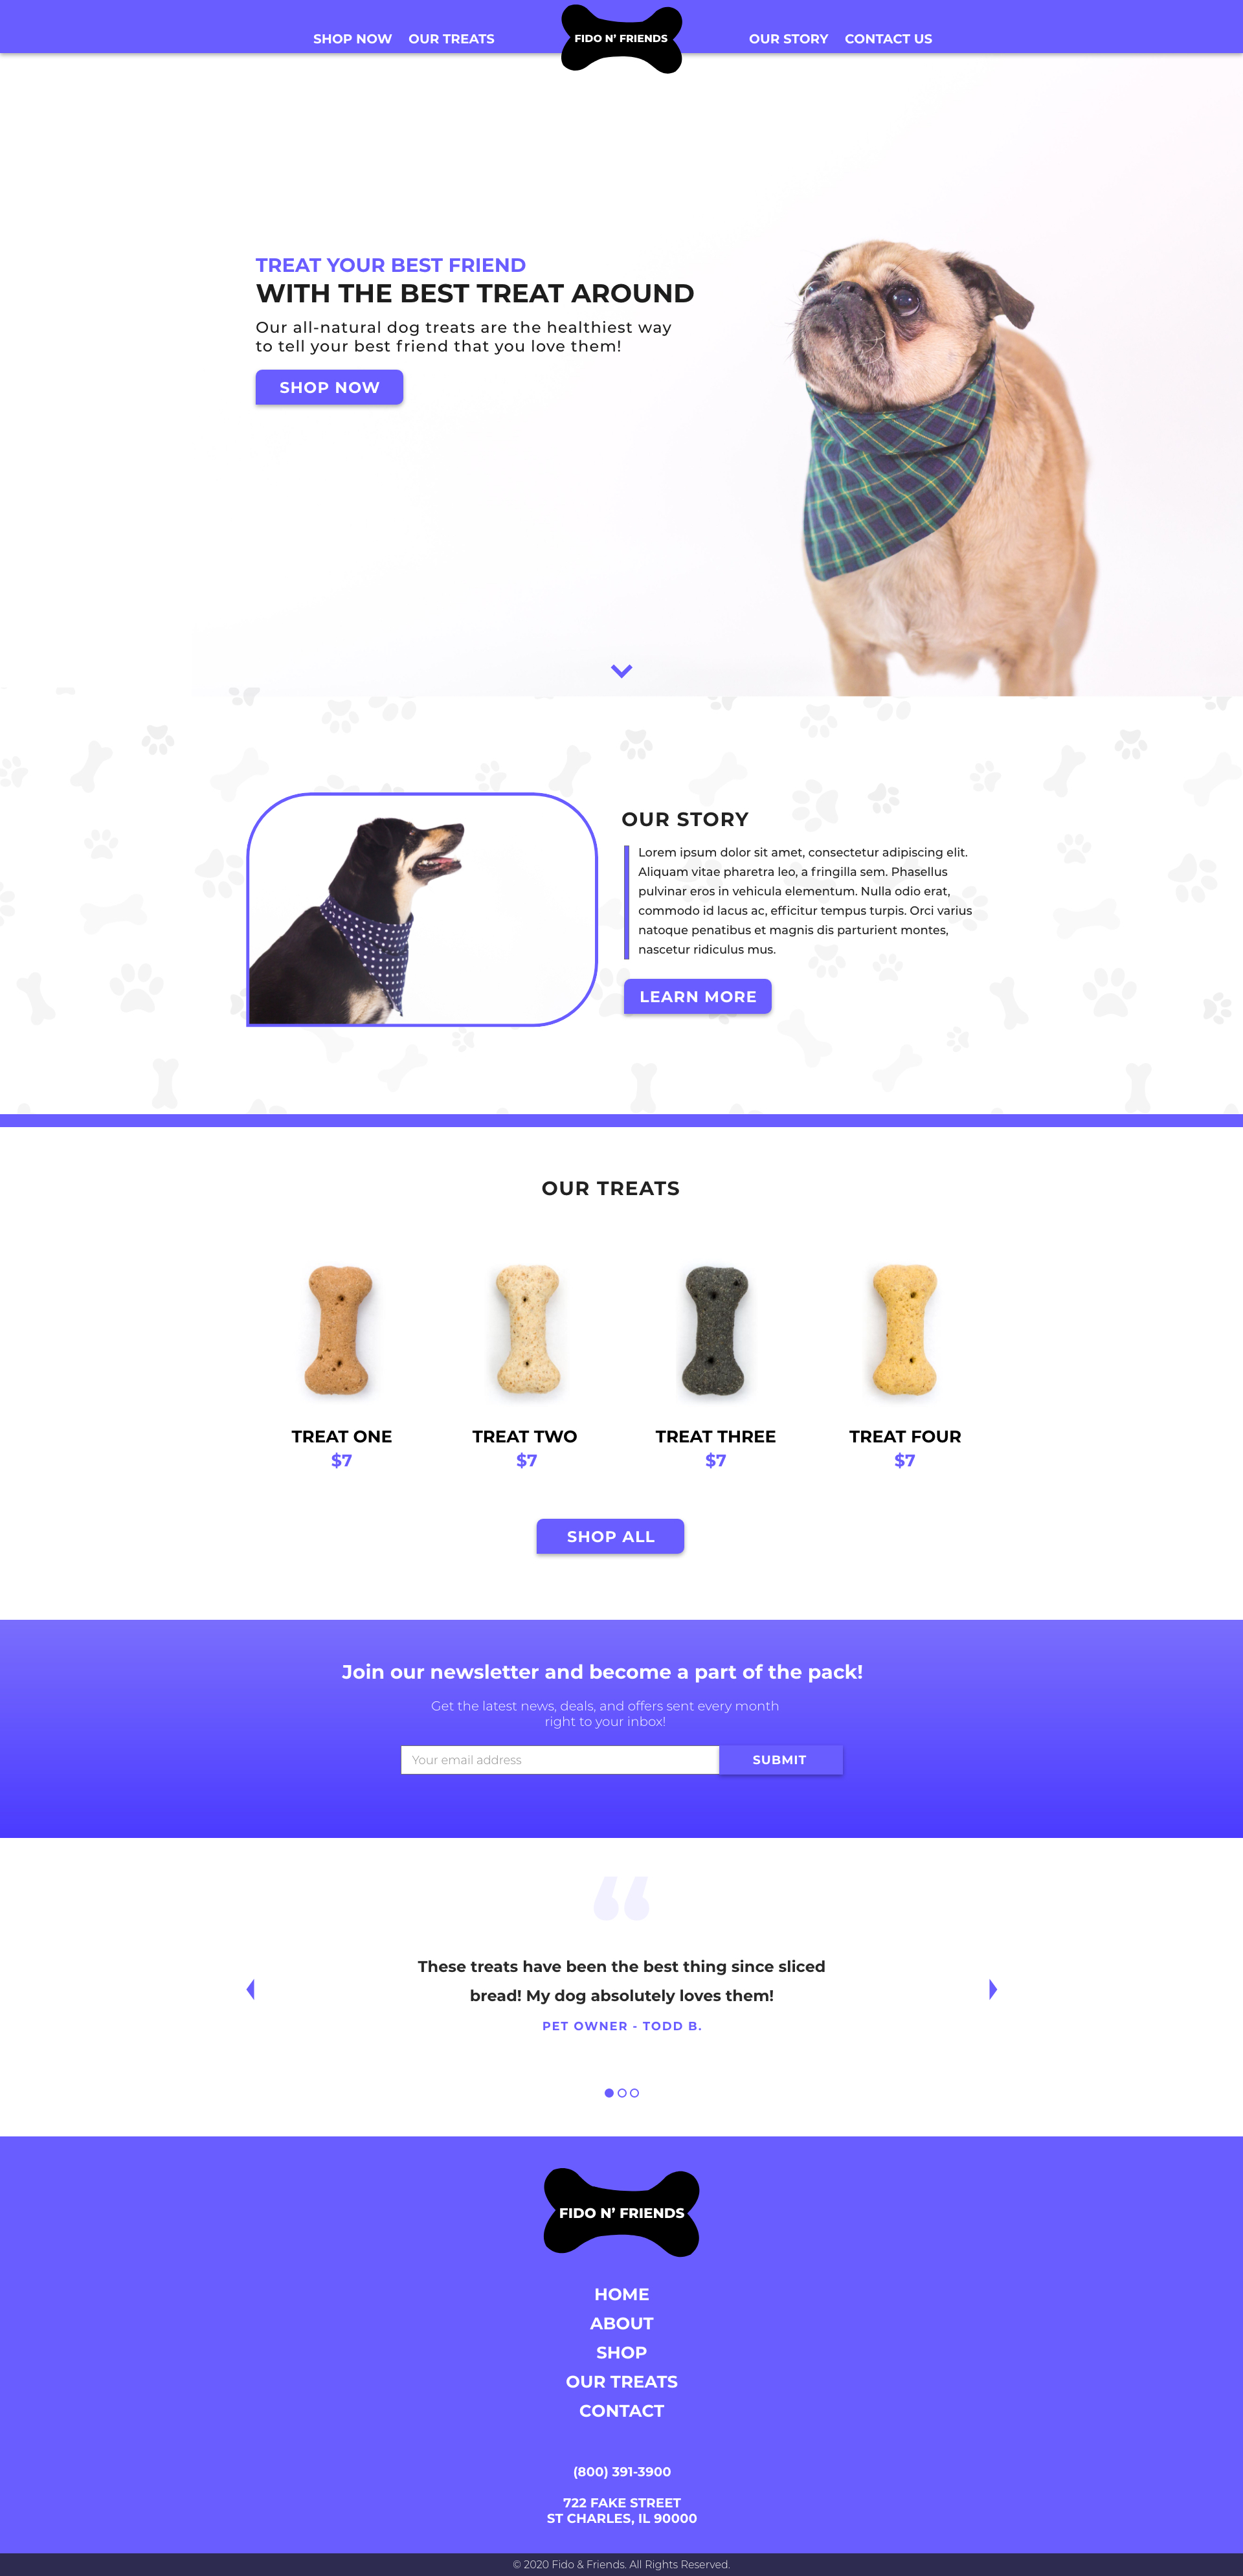 SHOP NOW
OUR TREATS
FIDO N’ FRIENDS
OUR STORY
CONTACT US
TREAT YOUR BEST FRIEND
WITH THE BEST TREAT AROUND
Our all-natural dog treats are the healthiest way
to tell your best friend that you love them!
SHOP NOW
OUR STORY
Lorem ipsum dolor sit amet, consectetur adipiscing elit.
Aliquam vitae pharetra leo, a fringilla sem. Phasellus
pulvinar eros in vehicula elementum. Nulla odio erat,
commodo id lacus ac, efficitur tempus turpis. Orci varius
natoque penatibus et magnis dis parturient montes,
nascetur ridiculus mus.
LEARN MORE
OUR TREATS
TREAT ONE
$7
TREAT TWO
$7
TREAT THREE
$7
TREAT FOUR
$7
SHOP ALL
Join our newsletter and become a part of the pack!
Get the latest news, deals, and offers sent every month
right to your inbox!
Your email address
SUBMIT
“
These treats have been the best thing since sliced
bread! My dog absolutely loves them!
PET OWNER - TODD B.
FIDO N’ FRIENDS
HOME
ABOUT
SHOP
OUR TREATS
CONTACT
(800) 391-3900
722 FAKE STREET
ST CHARLES, IL 90000
© 2020 Fido & Friends. All Rights Reserved.